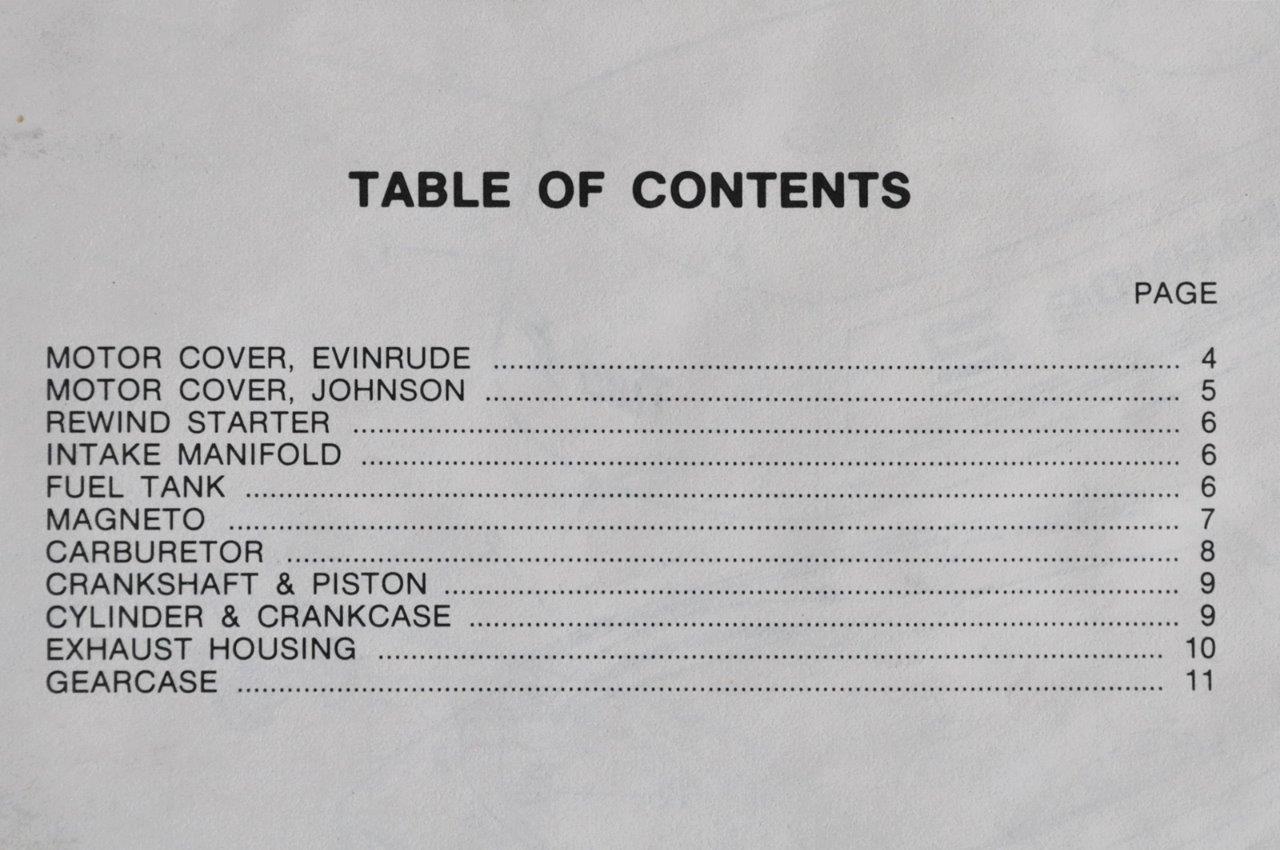 TABLE OF CONTENTS
PAGE
MOTOR COVER, EVINRUDE ........................................................................................ 4
MOTOR COVER, JOHNSON ........................................................................................ 5
REWIND STARTER ........................................................................................................ 6
INTAKE MANIFOLD ....................................................................................................... 6
FUEL TANK ..................................................................................................................... 6
MAGNETO ....................................................................................................................... 7
CARBURETOR ................................................................................................................ 8
CRANKSHAFT & PISTON ............................................................................................. 9
CYLINDER & CRANKCASE .......................................................................................... 9
EXHAUST HOUSING ................................................................................................... 10
GEARCASE ..................................................................................................................... 11